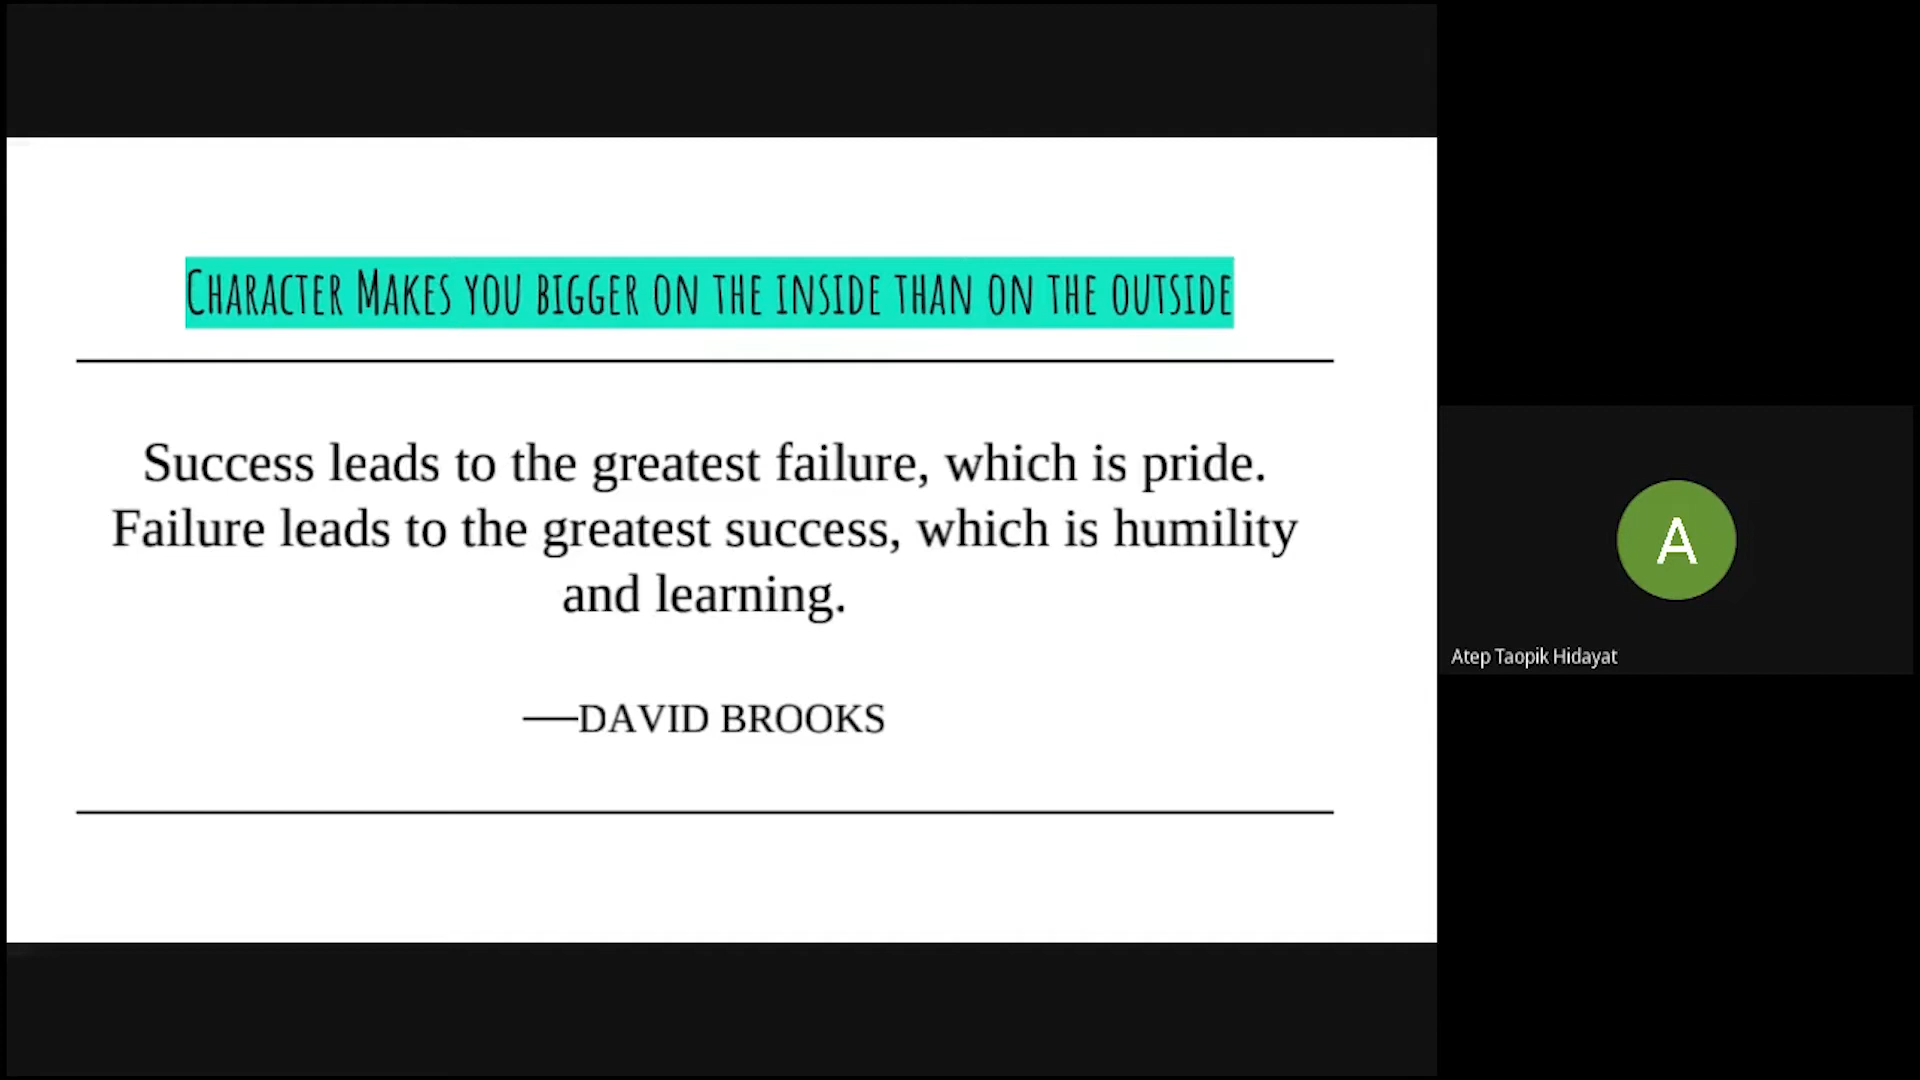 Character Makes you bigger on the inside than on the outside
Success leads to the greatest failure, which is pride.
Failure leads to the greatest success, which is humility
and learning.
—DAVID BROOKS
A
Atep Taopik Hidayat